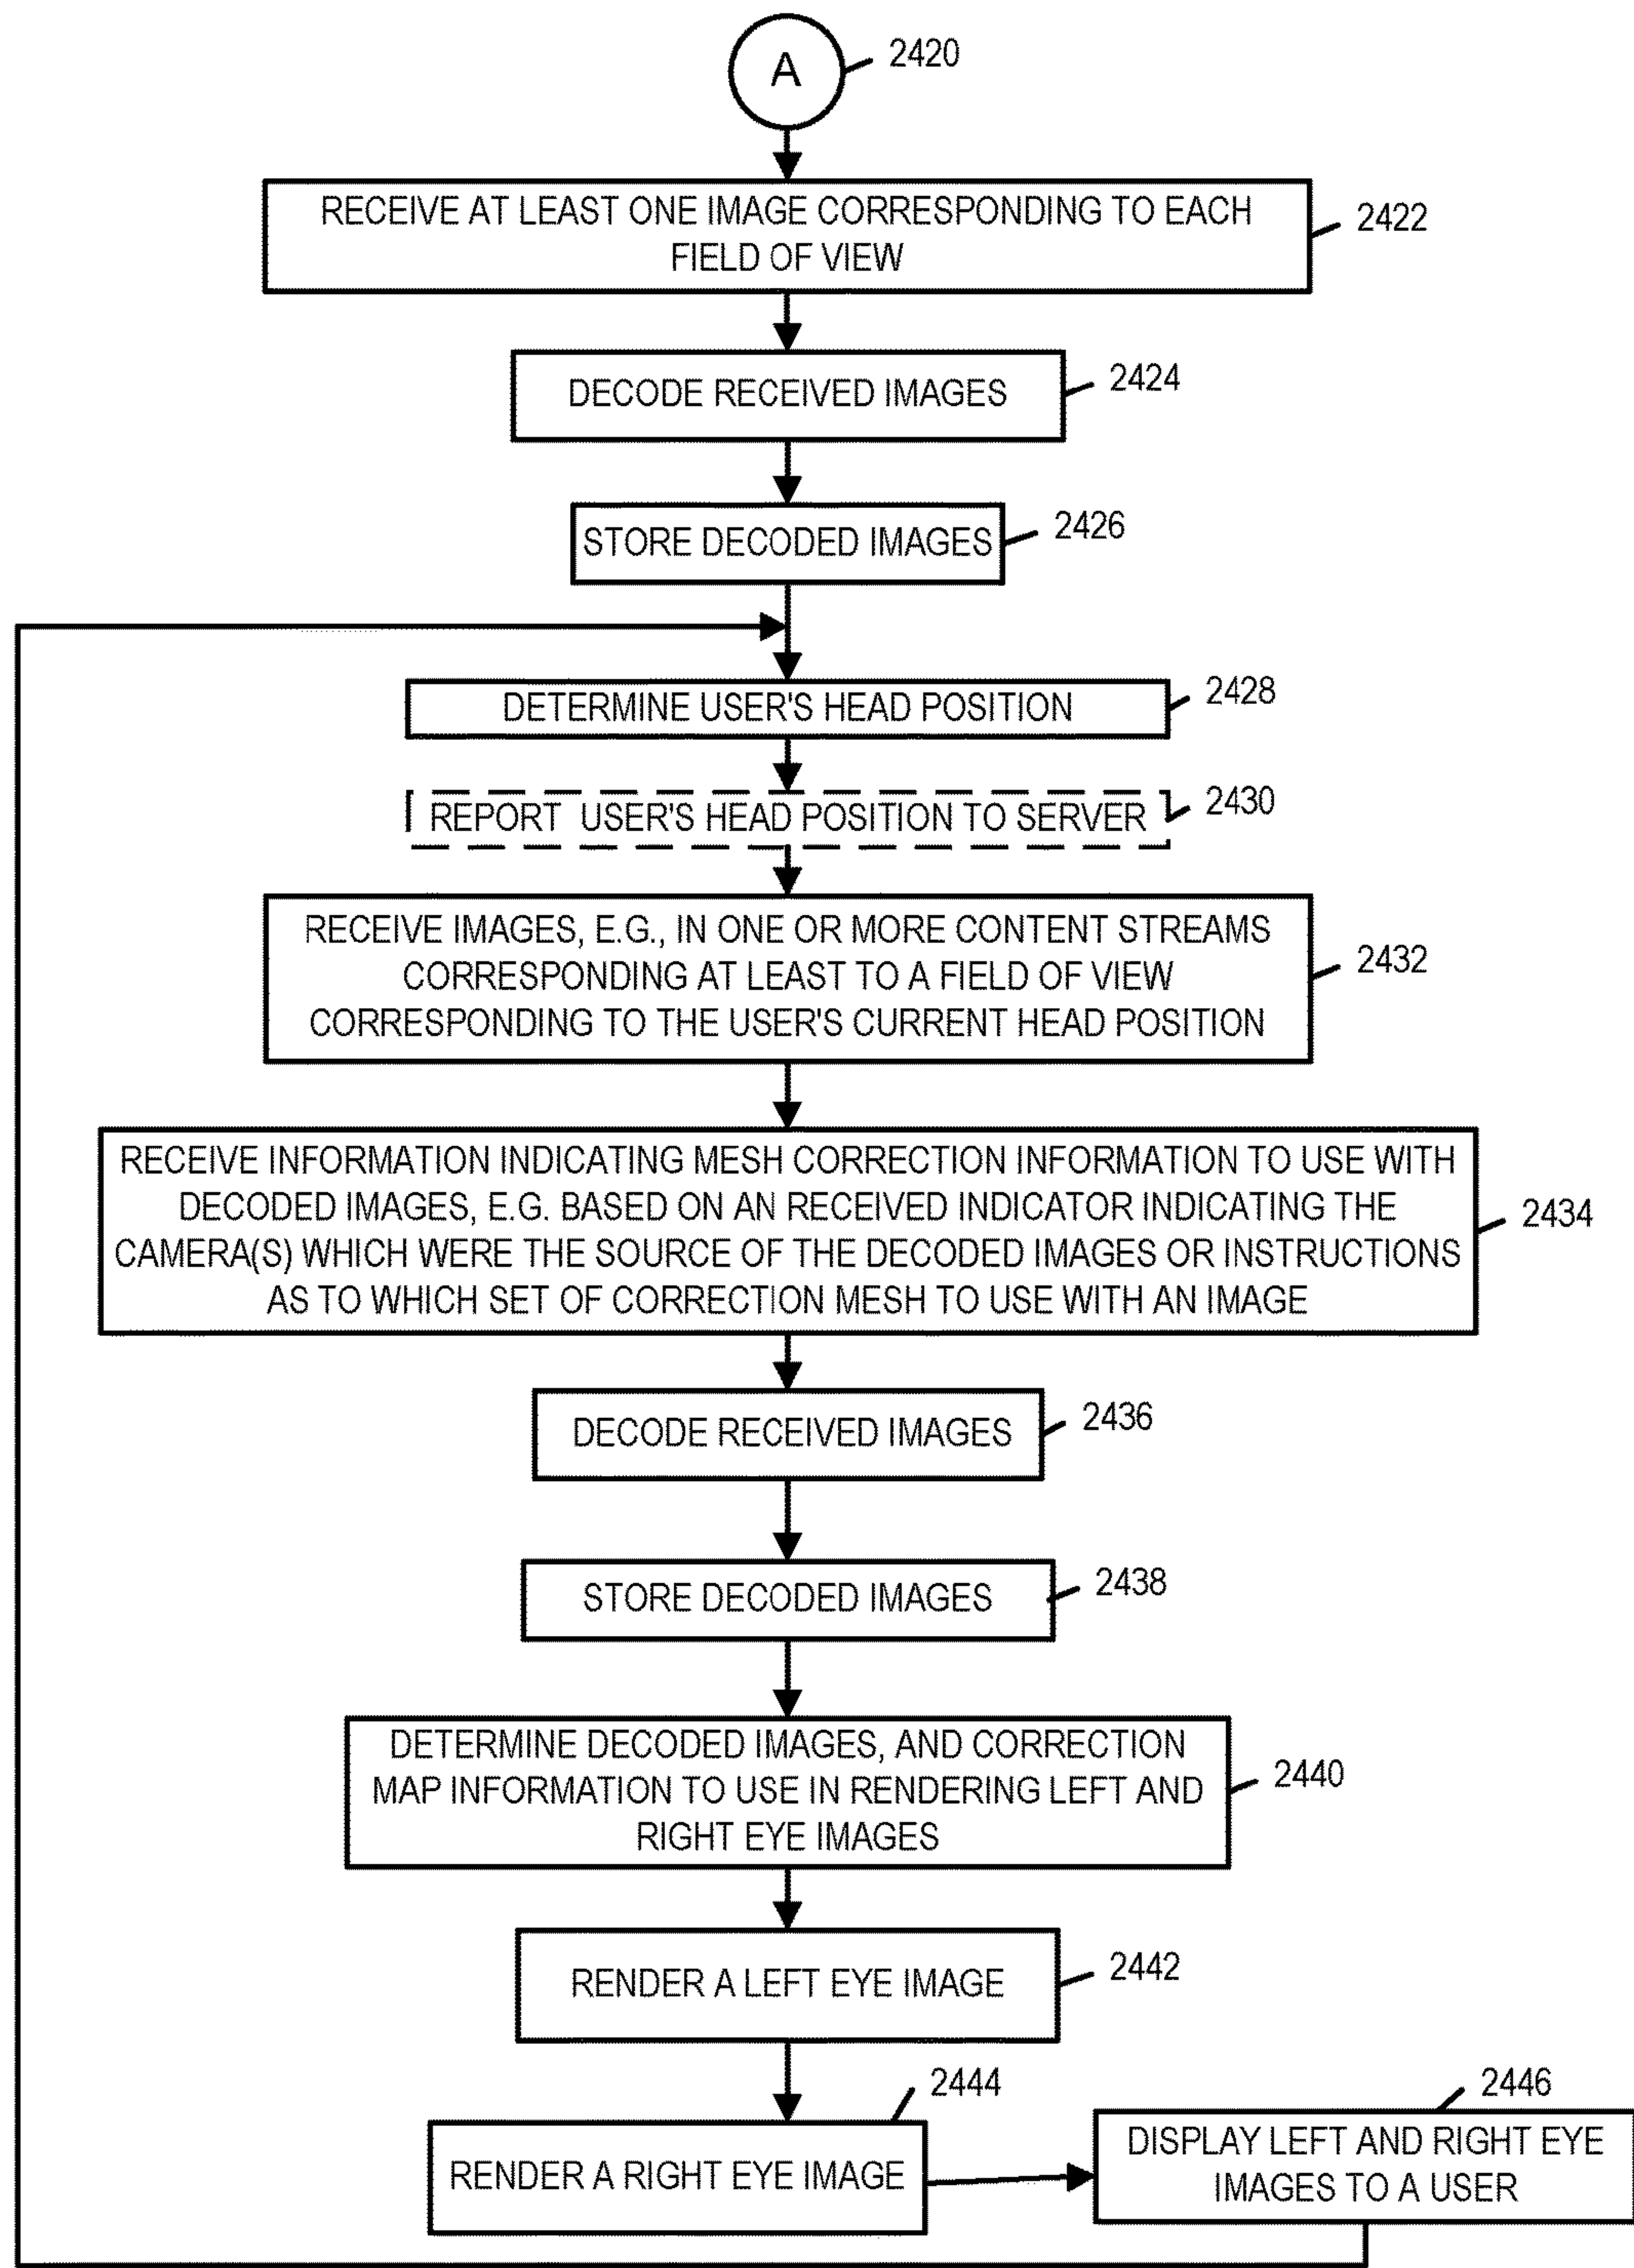 A
2420
RECEIVE AT LEAST ONE IMAGE CORRESPONDING TO EACH
FIELD OF VIEW
2422
DECODE RECEIVED IMAGES
2424
STORE DECODED IMAGES
2426
DETERMINE USER'S HEAD POSITION
2428
REPORT USER'S HEAD POSITION TO SERVER
2430
RECEIVE IMAGES, E.G., IN ONE OR MORE CONTENT STREAMS
CORRESPONDING AT LEAST TO A FIELD OF VIEW
CORRESPONDING TO THE USER'S CURRENT HEAD POSITION
2432
RECEIVE INFORMATION INDICATING MESH CORRECTION INFORMATION TO USE WITH
DECODED IMAGES, E.G. BASED ON AN RECEIVED INDICATOR INDICATING THE
CAMERA(S) WHICH WERE THE SOURCE OF THE DECODED IMAGES OR INSTRUCTIONS
AS TO WHICH SET OF CORRECTION MESH TO USE WITH AN IMAGE
2434
DECODE RECEIVED IMAGES
2436
STORE DECODED IMAGES
2438
DETERMINE DECODED IMAGES, AND CORRECTION
MAP INFORMATION TO USE IN RENDERING LEFT AND
RIGHT EYE IMAGES
2440
RENDER A LEFT EYE IMAGE
2442
RENDER A RIGHT EYE IMAGE
2444
DISPLAY LEFT AND RIGHT EYE
IMAGES TO A USER
2446